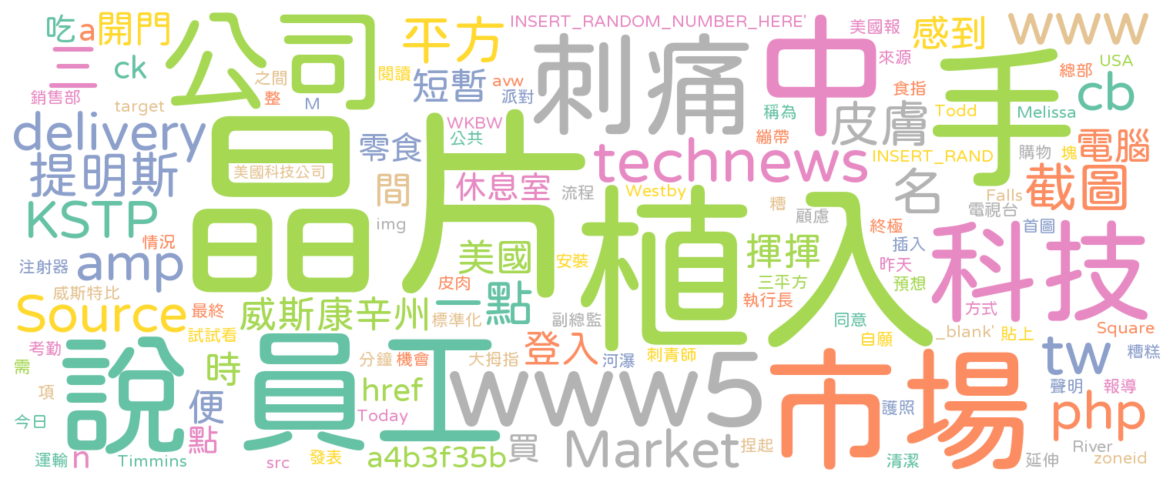 吃 a 開門 公司 平方 INSERT_RANDOM_NUMBER_HERE' 美國報 感到 www
三 ck 之間 閱讀 短暫 avw 刺痛 中 來源 手 總部 USA
銷售部 target 整 M 派對 稱為 皮膚 食指 Todd Melissa cb
delivery 晶片 零食 WKBW 公共 繃帶 INSERT_RAND 購物 塊 電腦
提明斯 美國科技公司 間 休息室 流程 technews Westby 糟 顧慮 名 Falls 電視台 截圖
KSTP img 植入 終極 首圖
情況 美國 安裝 揮揮 昨天 插入 科技
注射器 amp 皮肉 一點 三平方 預想
威斯特比 執行長 方式
Source 最終 威斯康辛州 標準化 副總監 同意 _blank' 貼上 Square
試試看 自願
考勤 說 員工 分鐘 機會 大拇指 登入 河瀑 刺青師 市場 tw 糟糕
需 時 href 聲明 報導
項 便 www5 護照 php
今日 點 Today
運輸 n Timmins src 發表 a4b3f35b 買 Market 捏起 清潔 延伸 River zoneid